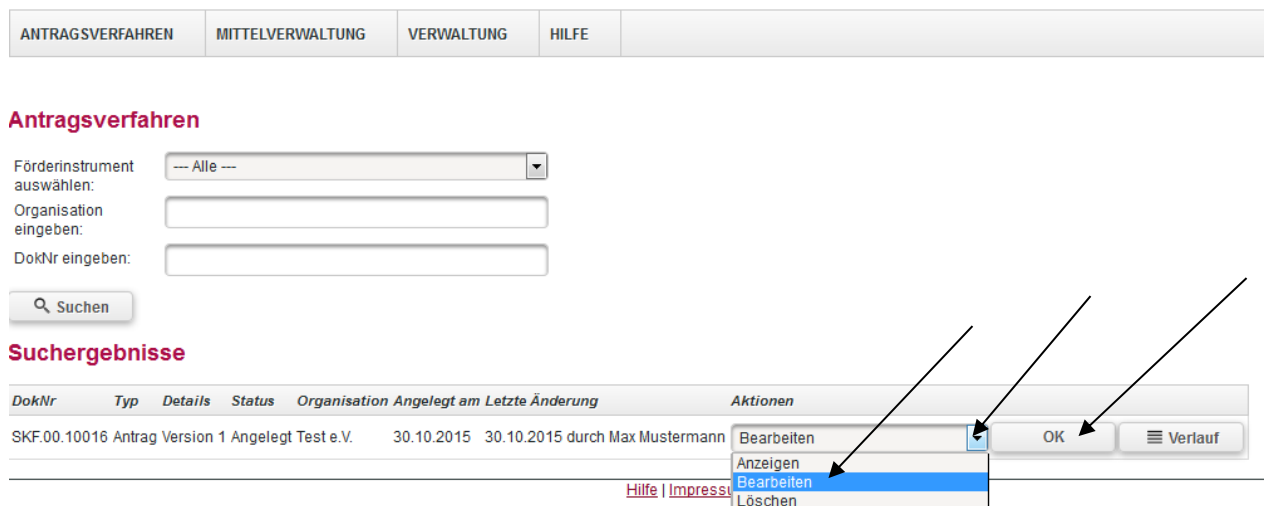 ANTRAGSVERFAHREN MITTELVERWALTUNG VERWALTUNG HILFE
Antragsverfahren
Förderinstrument auswählen: --- Alle ---
Organisation eingeben:
DokNr eingeben:
Suchen
Suchergebnisse
DokNr Typ Details Status Organisation Angelegt am Letzte Änderung Aktionen
SKF.00.10016 Antrag Version 1 Angelegt Test e.V. 30.10.2015 30.10.2015 durch Max Mustermann Bearbeiten OK Verlauf
Anzeigen
Bearbeiten
Löschen
Hilfe | Impressu